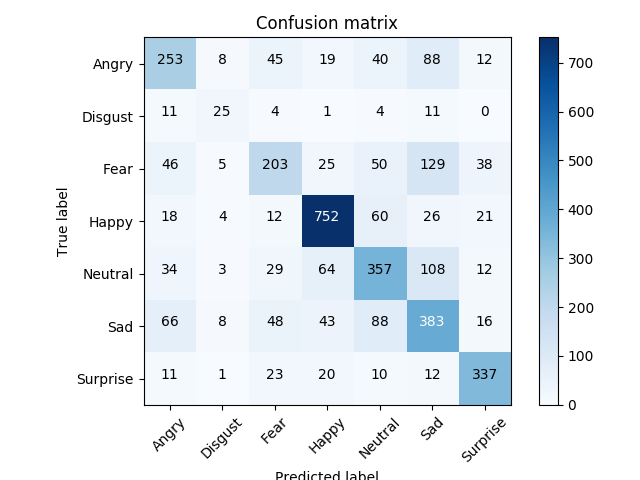 Confusion matrix
Angry 253 8 45 19 40 88 12
Disgust 11 25 4 1 4 11 0
Fear 46 5 203 25 50 129 38
Happy 18 4 12 752 60 26 21
Neutral 34 3 29 64 357 108 12
Sad 66 8 48 43 88 383 16
Surprise 11 1 23 20 10 12 337
Angry Disgust Fear Happy Neutral Sad Surprise
True label
Predicted label
700
600
500
400
300
200
100
0